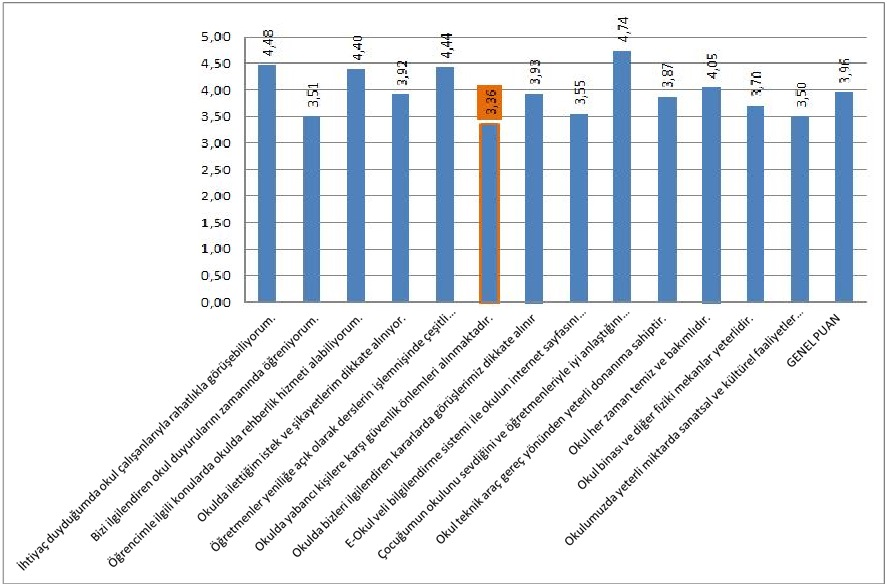 5,00
4,50
4,00
3,50
3,00
2,50
2,00
1,50
1,00
0,50
0,00
4,48
3,51
4,40
3,92
4,44
3,36
3,93
3,55
4,74
3,87
4,05
3,70
3,50
3,96
İhtiyaç duyduğumda okul çalışanlarıyla rahatlıkla görüşebiliyorum.
Bizi ilgilendiren okul duyurularını zamanında öğreniyorum.
Öğrencimle ilgili konularda okulda rehberlik hizmeti alabiliyorum.
Okulda ilettiğim istek ve şikayetlerim dikkate alınıyor.
Öğretmenler yeniliğe açık olarak derslerin işlemnişinde çeşitli...
Okulda yabancı kişilere karşı güvenlik önlemleri alınmaktadır.
Okulda bizleri ilgilendiren kararlarda görüşlerimiz dikkate alınır
E-Okul veli bilgilendirme sistemi ile okulun internet sayfasını...
Çocuğumun okulunu sevdiğini ve öğretmenleriyle iyi anlaştığını...
Okul teknik araç gereç yönünden yeterli donanıma sahiptir.
Okul her zaman temiz ve bakımlıdır.
Okul binası ve diğer fiziki mekanlar yeterlidir.
Okulumuzda yeterli miktarda sanatsal ve kültürel faaliyetler...
GENEL PUAN